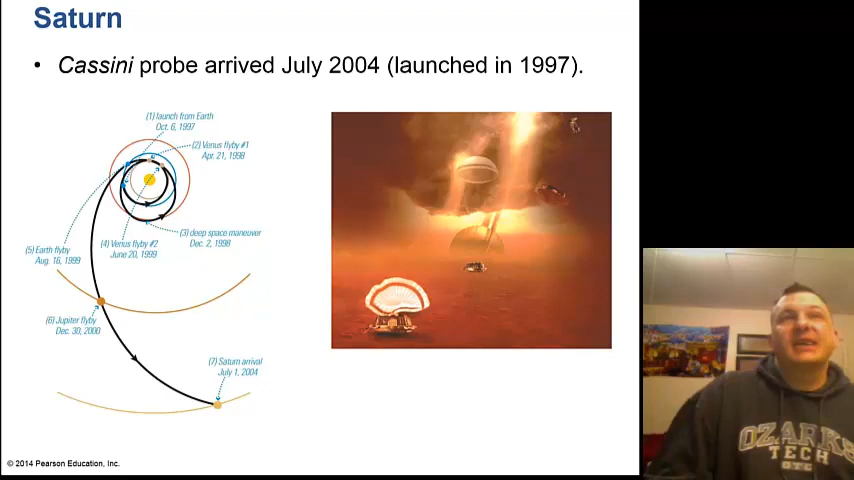 Saturn
• Cassini probe arrived July 2004 (launched in 1997).
(1) launch from Earth
Oct. 6, 1997
(2) Venus flyby #1
Apr. 21, 1998
(3) deep space maneuver
Dec. 2, 1998
(4) Venus flyby #2
June 20, 1999
(5) Earth flyby
Aug. 16, 1999
(6) Jupiter flyby
Dec. 30, 2000
(7) Saturn arrival
July 1, 2004
OZARKS
TECH
© 2014 Pearson Education, Inc.